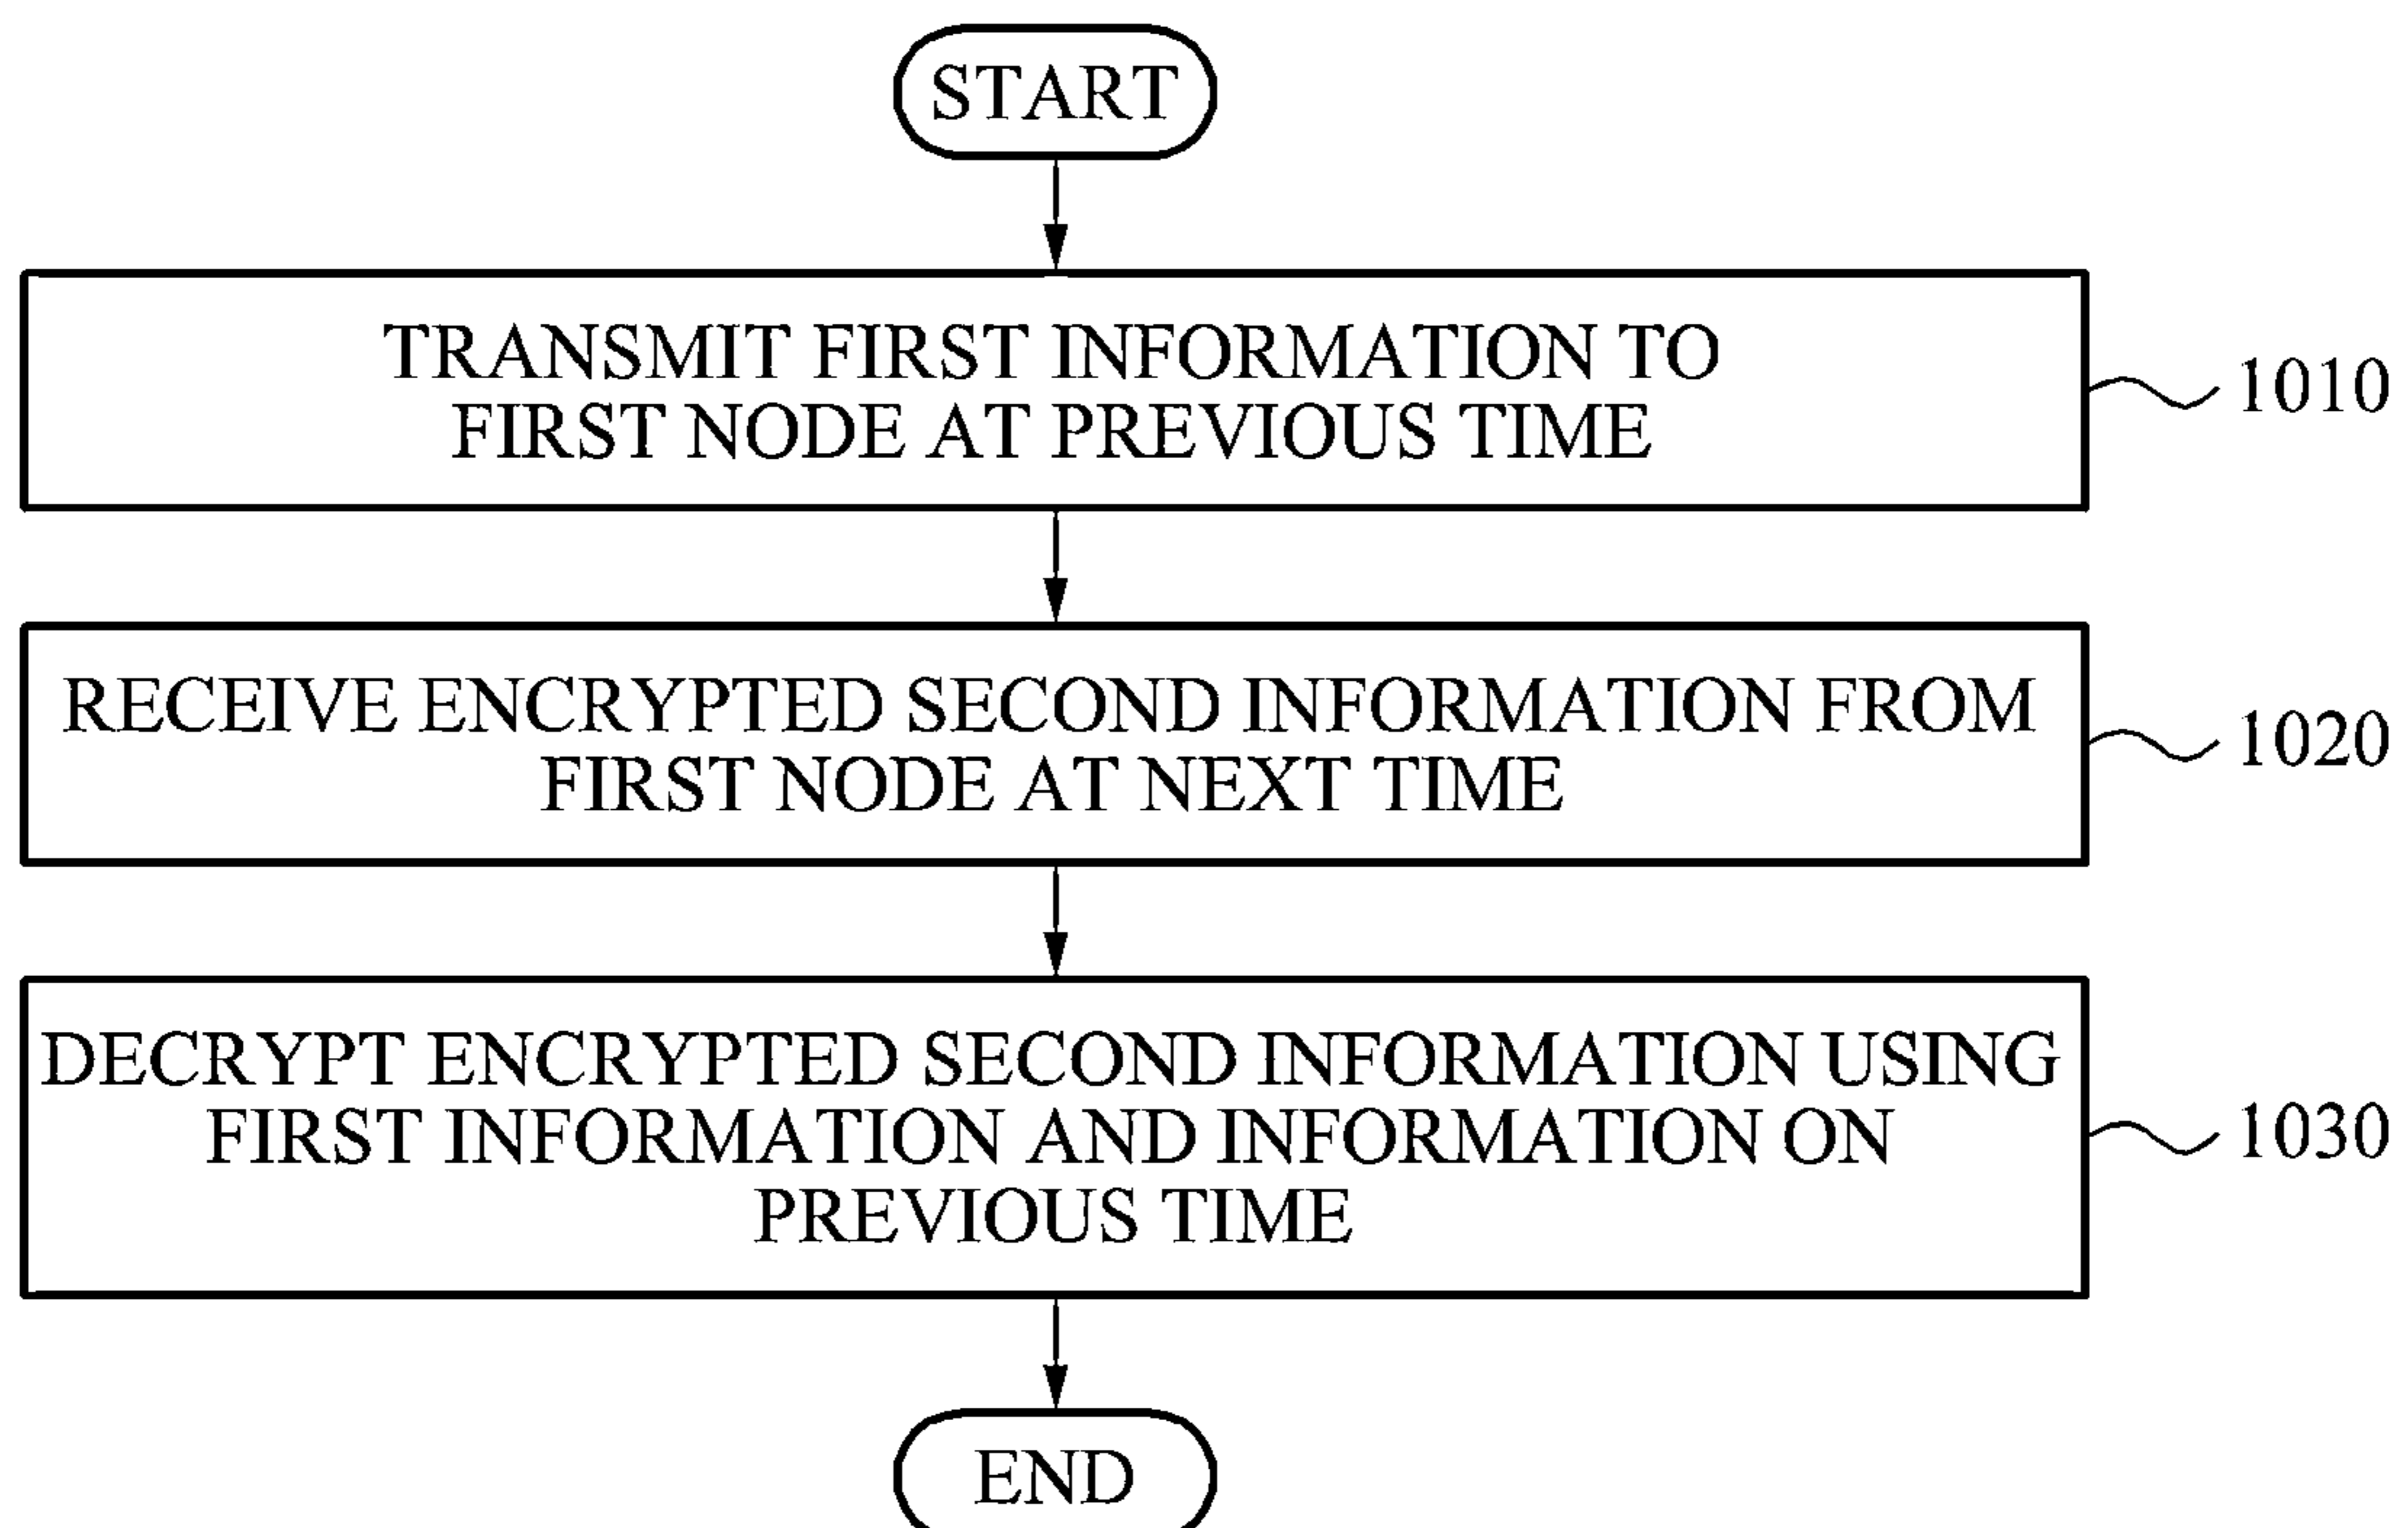 START
TRANSMIT FIRST INFORMATION TO
FIRST NODE AT PREVIOUS TIME
1010
RECEIVE ENCRYPTED SECOND INFORMATION FROM
FIRST NODE AT NEXT TIME
1020
DECRYPT ENCRYPTED SECOND INFORMATION USING
FIRST INFORMATION AND INFORMATION ON
PREVIOUS TIME
1030
END